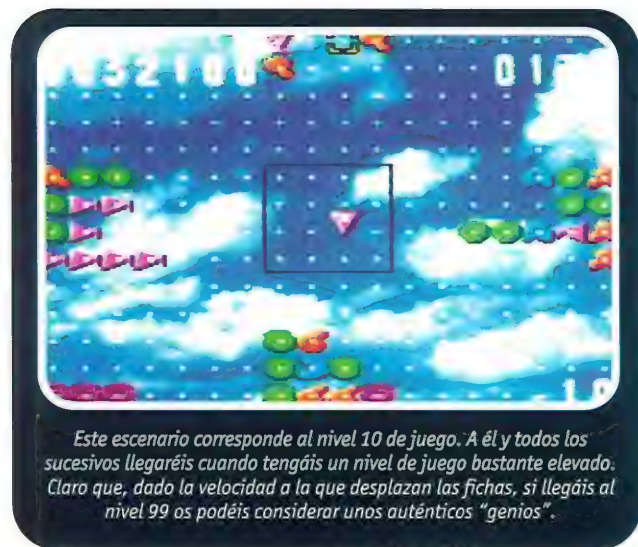 Este escenario corresponde al nivel 10 de juego. A él y todos los
sucesivos llegaréis cuando tengáis un nivel de juego bastante elevado.
Claro que, dado la velocidad a la que desplazan las fichas, si llegáis al
nivel 99 os podéis considerar unos auténticos “genios”.